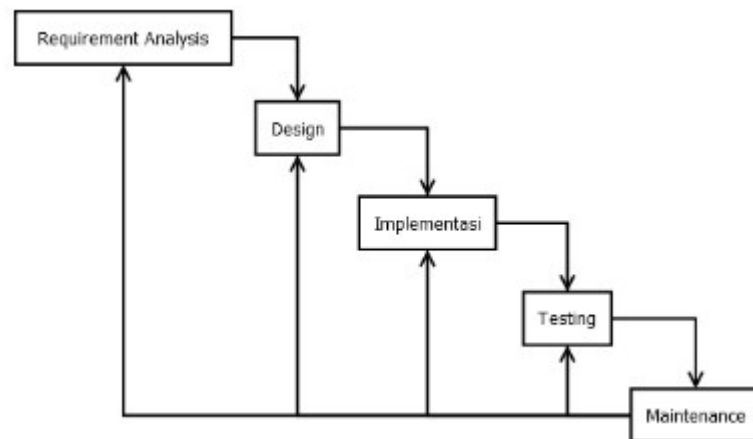 Requirement Analysis
Design
Implementasi
Testing
Maintenance